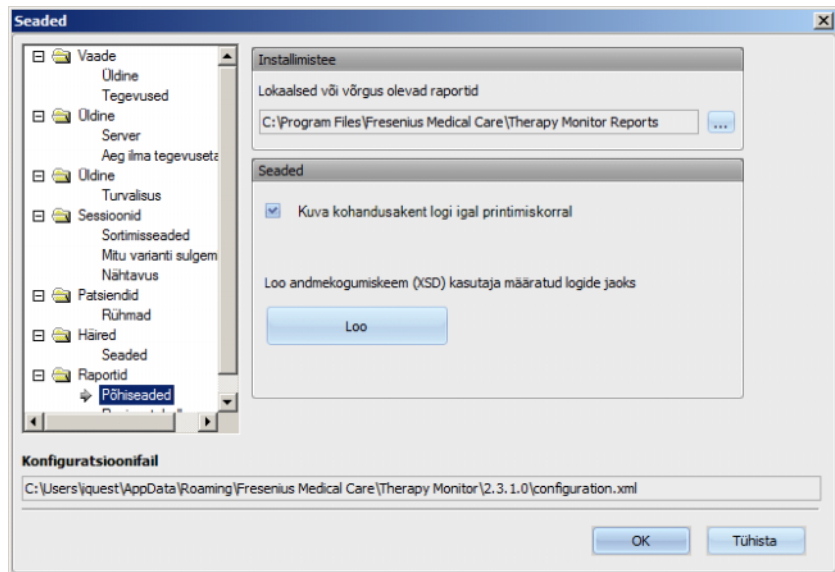 Seaded
Vaade
Üldine
Tegevused
Üldine
Server
Aeg ilma tegevuseta
Üldine
Turvalisus
Sessioonid
Sortimisseaded
Mitu varianti sulgem
Nähtavus
Patsiendid
Rühmad
Häired
Seaded
Raportid
Põhiseaded
Installimistee
Lokaalsed või võrgus olevad raportid
C:\Program Files\Fresenius Medical Care\Therapy Monitor Reports
...
Seaded
Kuva kohandusakent logi igal printimiskorral
Loo andmekogumiskeem (XSD) kasutaja määratud logide jaoks
Loo
Konfiguratsioonifail
C:\Users\iquest\AppData\Roaming\Fresenius Medical Care\Therapy Monitor\2.3.1.0\configuration.xml
OK
Tühista